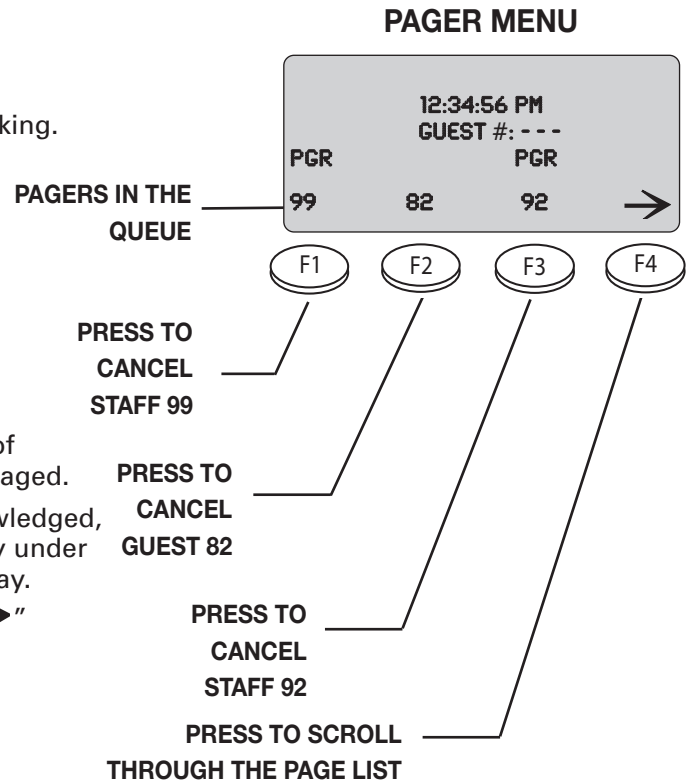 PAGER MENU
12:34:56 PM
GUEST #: - - -
PGR PGR
99 82 92 →
PAGERS IN THE
QUEUE
F1 F2 F3 F4
PRESS TO
CANCEL
STAFF 99
PRESS TO
CANCEL
GUEST 82
PRESS TO
CANCEL
STAFF 92
PRESS TO SCROLL
THROUGH THE PAGE LIST
king.
of
aged.
wledged,
y under
ay.
"